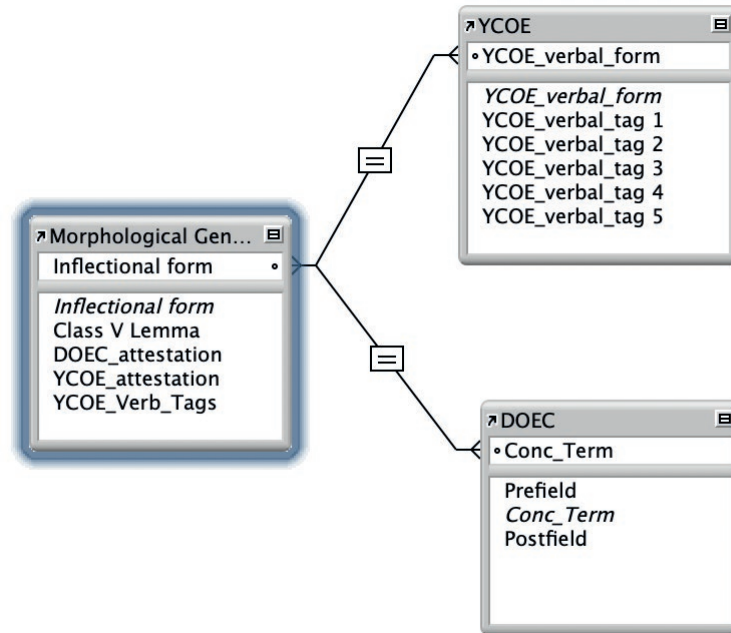 YCOE
YCOE_verbal_form
YCOE_verbal_form
YCOE_verbal_tag 1
YCOE_verbal_tag 2
YCOE_verbal_tag 3
YCOE_verbal_tag 4
YCOE_verbal_tag 5
Morphological Gen...
Inflectional form
Inflectional form
Class V Lemma
DOEC_attestation
YCOE_attestation
YCOE_Verb_Tags
DOEC
Conc_Term
Prefield
Conc_Term
Postfield